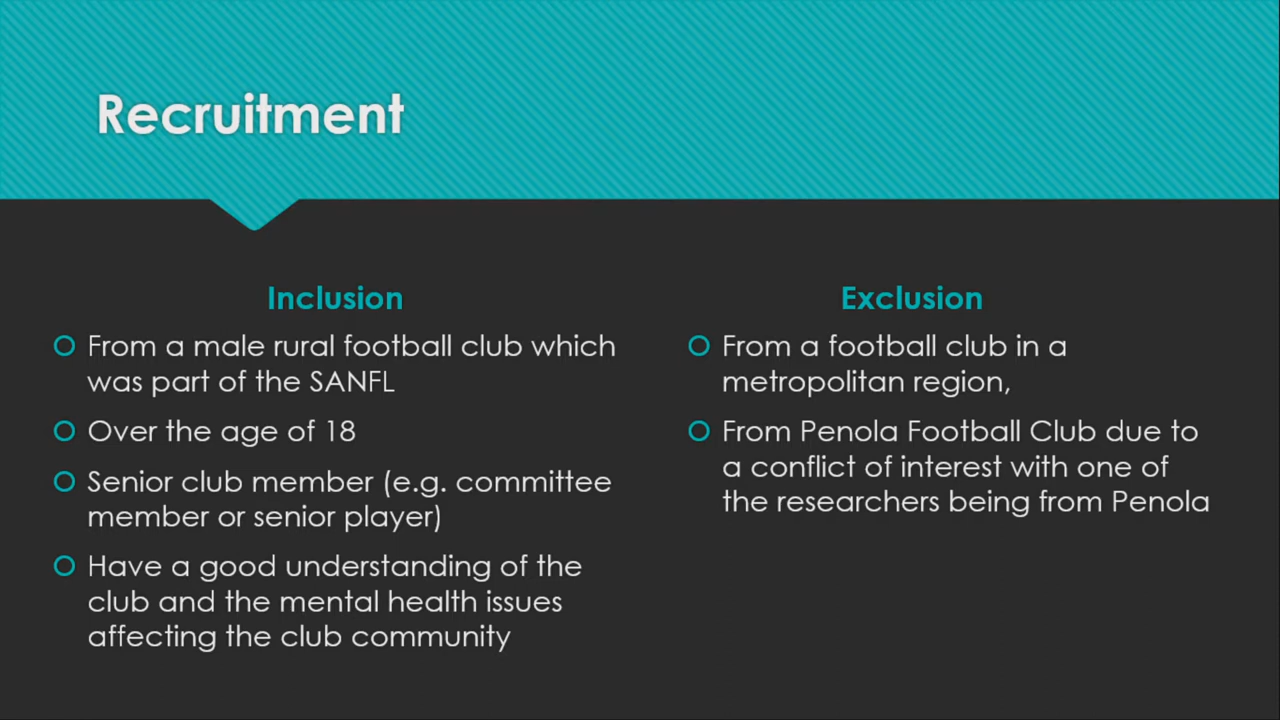 Recruitment
Inclusion
From a male rural football club which
was part of the SANFL
Over the age of 18
Senior club member (e.g. committee
member or senior player)
Have a good understanding of the
club and the mental health issues
affecting the club community
Exclusion
From a football club in a
metropolitan region,
From Penola Football Club due to
a conflict of interest with one of
the researchers being from Penola